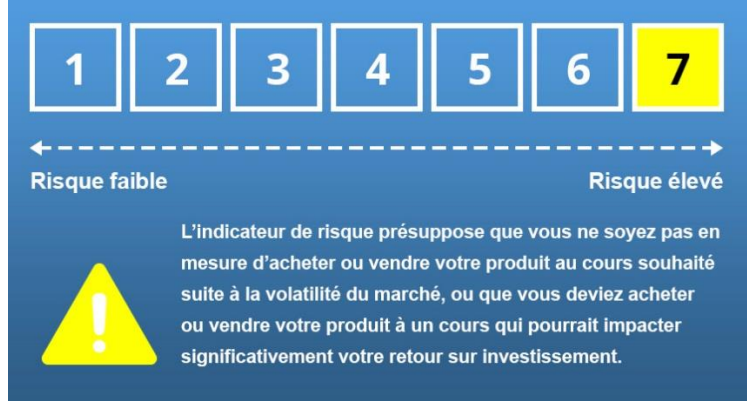 1 2 3 4 5 6 7
Risque faible Risque élevé
L'indicateur de risque présuppose que vous ne soyez pas en
mesure d'acheter ou vendre votre produit au cours souhaité
suite à la volatilité du marché, ou que vous deviez acheter
ou vendre votre produit à un cours qui pourrait impacter
significativement votre retour sur investissement.